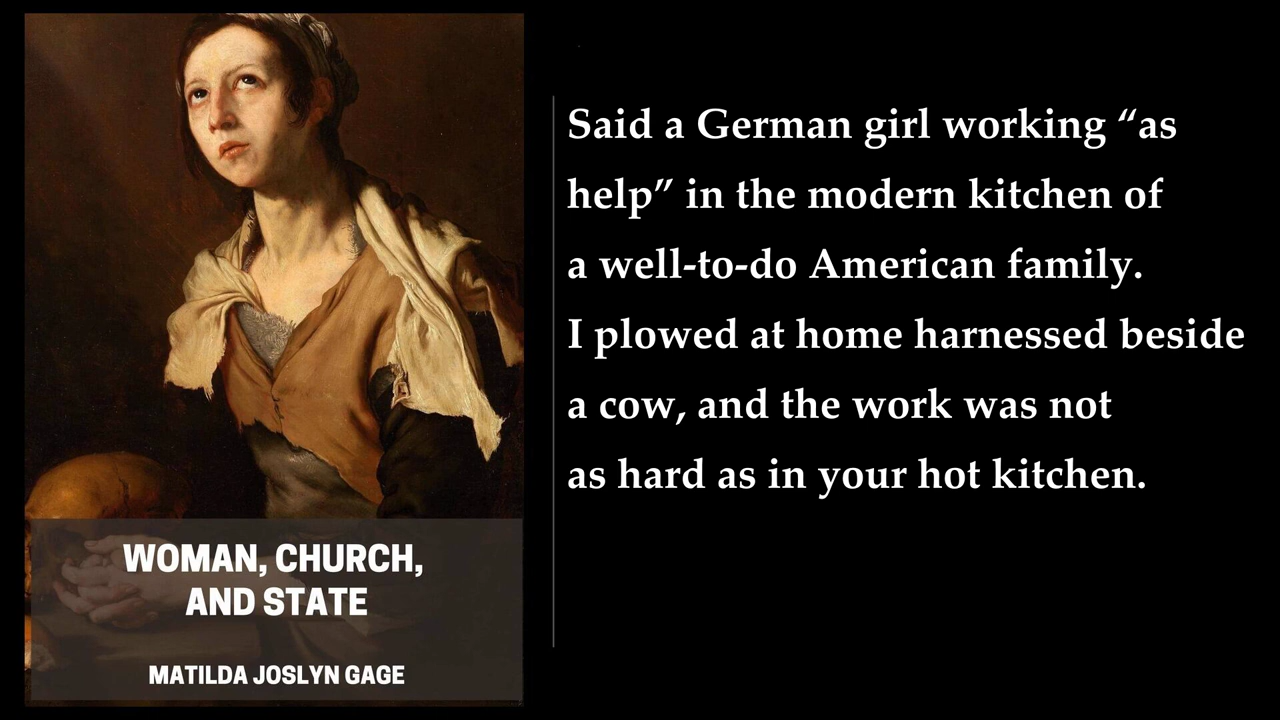 Said a German girl working “as
help” in the modern kitchen of
a well-to-do American family.
I plowed at home harnessed beside
a cow, and the work was not
as hard as in your hot kitchen.
WOMAN, CHURCH,
AND STATE
MATILDA JOSLYN GAGE